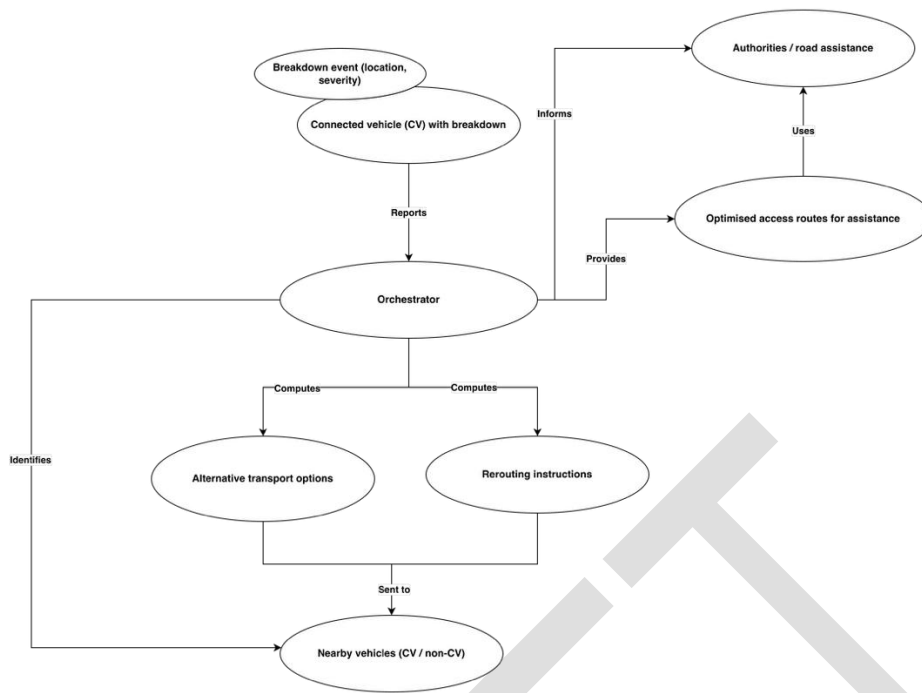 Breakdown event (location,
severity)
Connected vehicle (CV) with breakdown
Authorities / road assistance
Informs
Uses
Reports
Optimised access routes for assistance
Provides
Orchestrator
Computes
Computes
Identifies
Alternative transport options
Rerouting instructions
Sent to
Nearby vehicles (CV / non-CV)